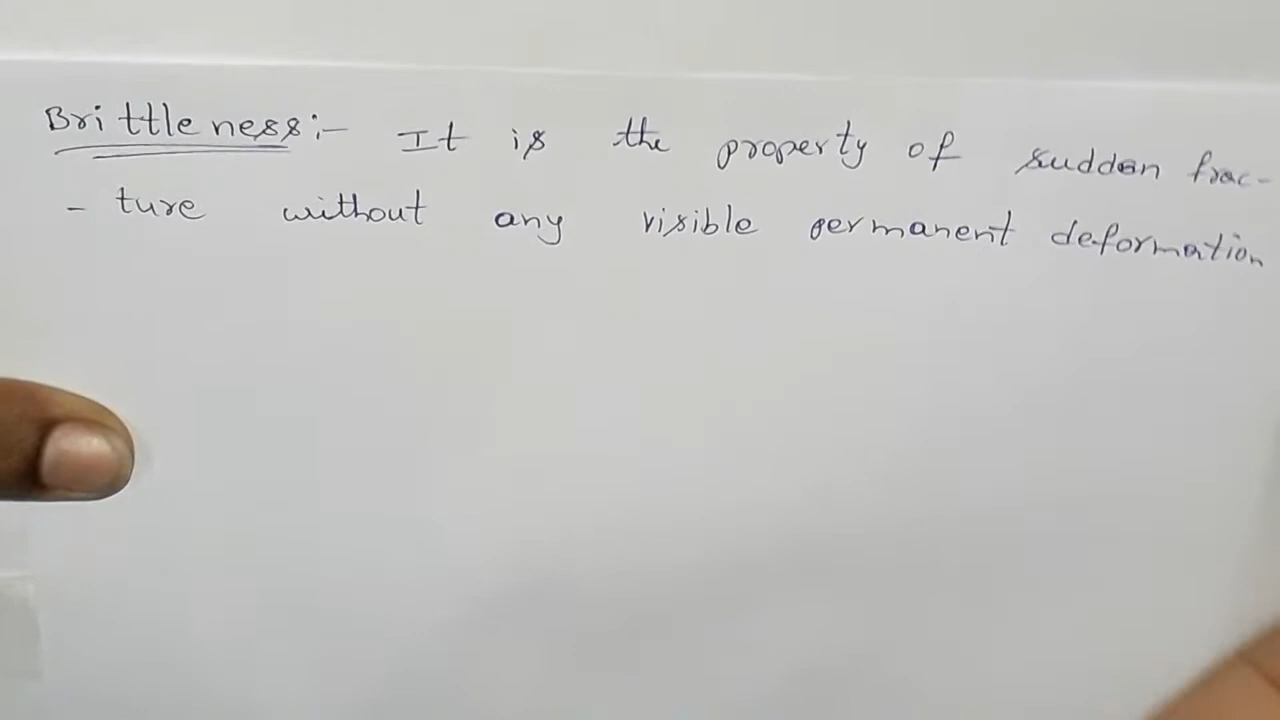 Brittleness:- It is the property of sudden frac-
- ture without any visible permanent deformation